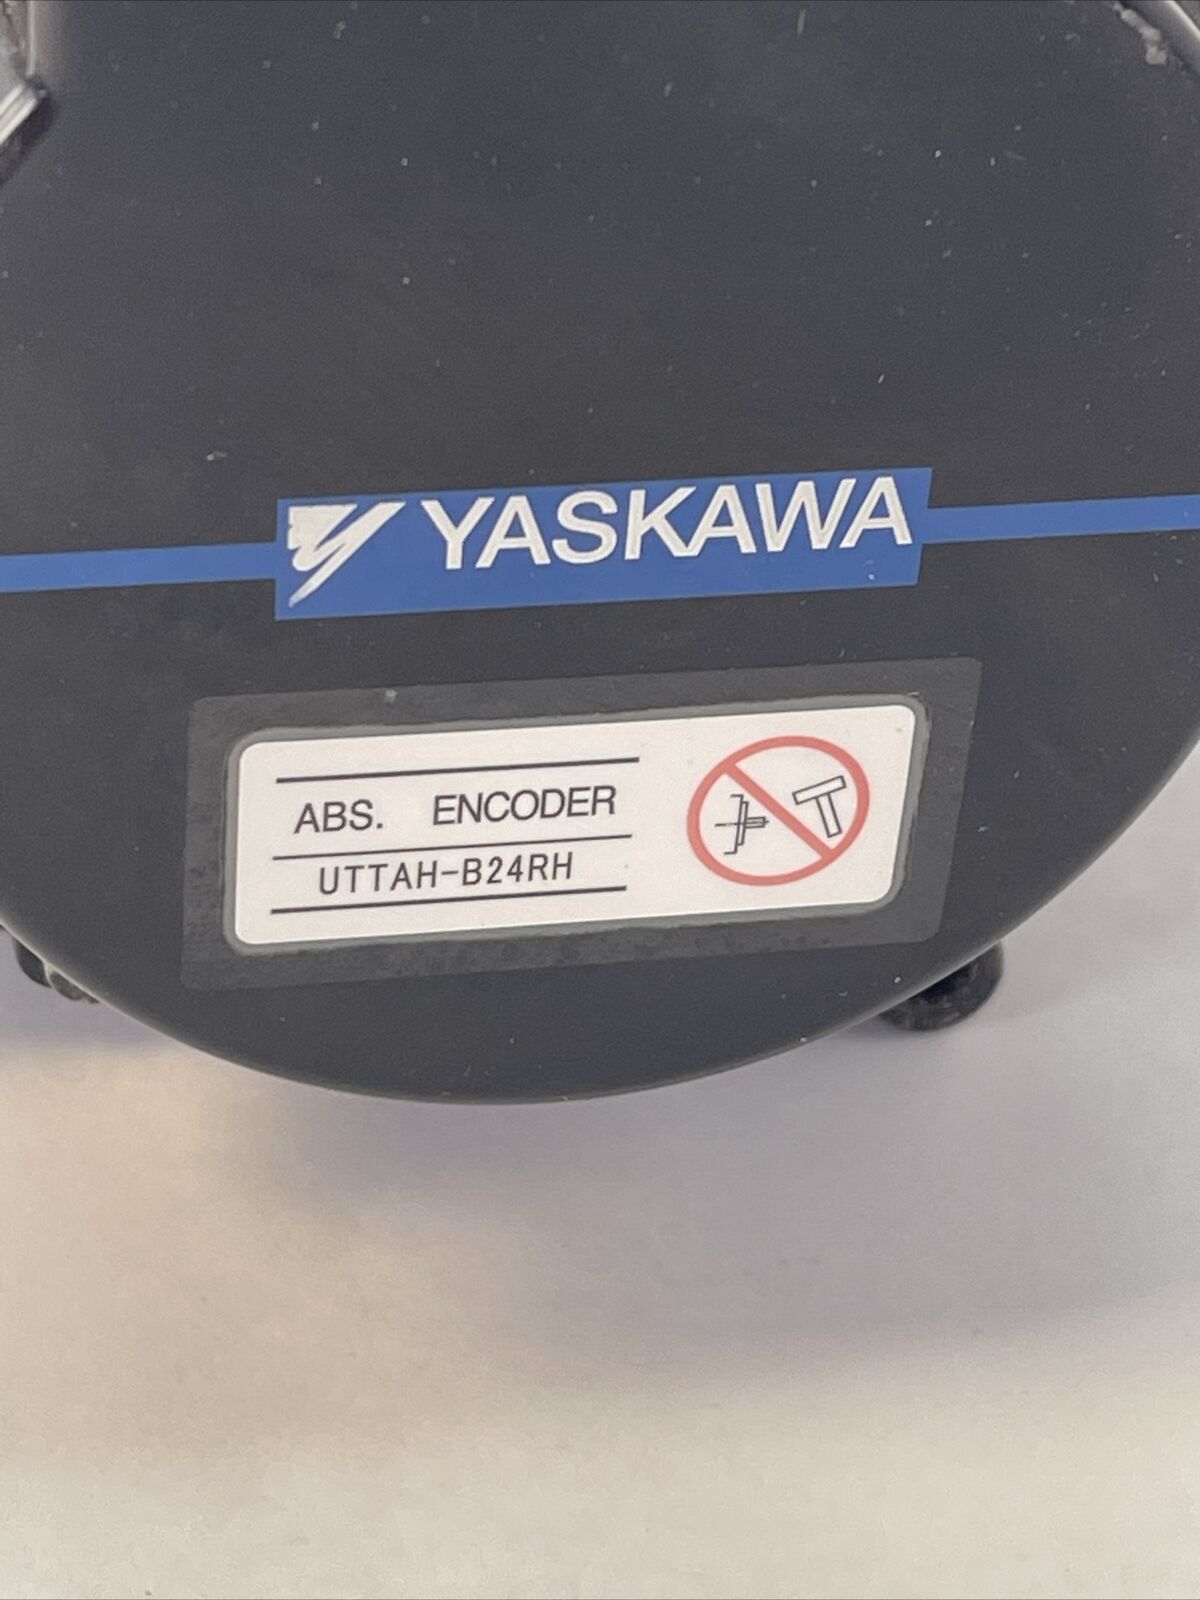 YASKAWA
ABS. ENCODER
UTTAH-B24RH